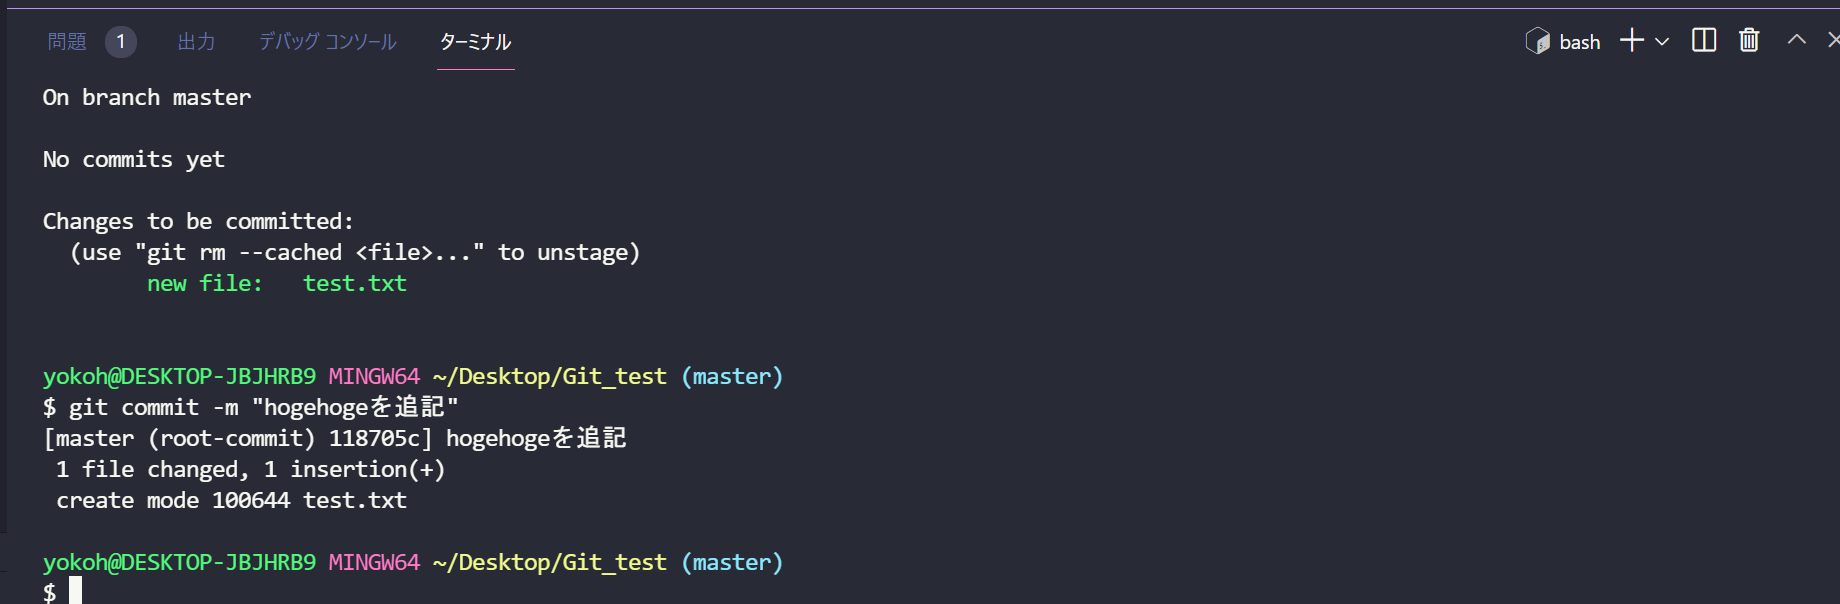 問題 1 出力 デバッグ コンソール ターミナル bash
On branch master
No commits yet
Changes to be committed:
(use "git rm --cached <file>..." to unstage)
new file: test.txt
yokoh@DESKTOP-JBJHRB9 MINGW64 ~/Desktop/Git_test (master)
$ git commit -m "hogehogeを追記"
[master (root-commit) 118705c] hogehogeを追記
1 file changed, 1 insertion(+)
create mode 100644 test.txt
yokoh@DESKTOP-JBJHRB9 MINGW64 ~/Desktop/Git_test (master)
$